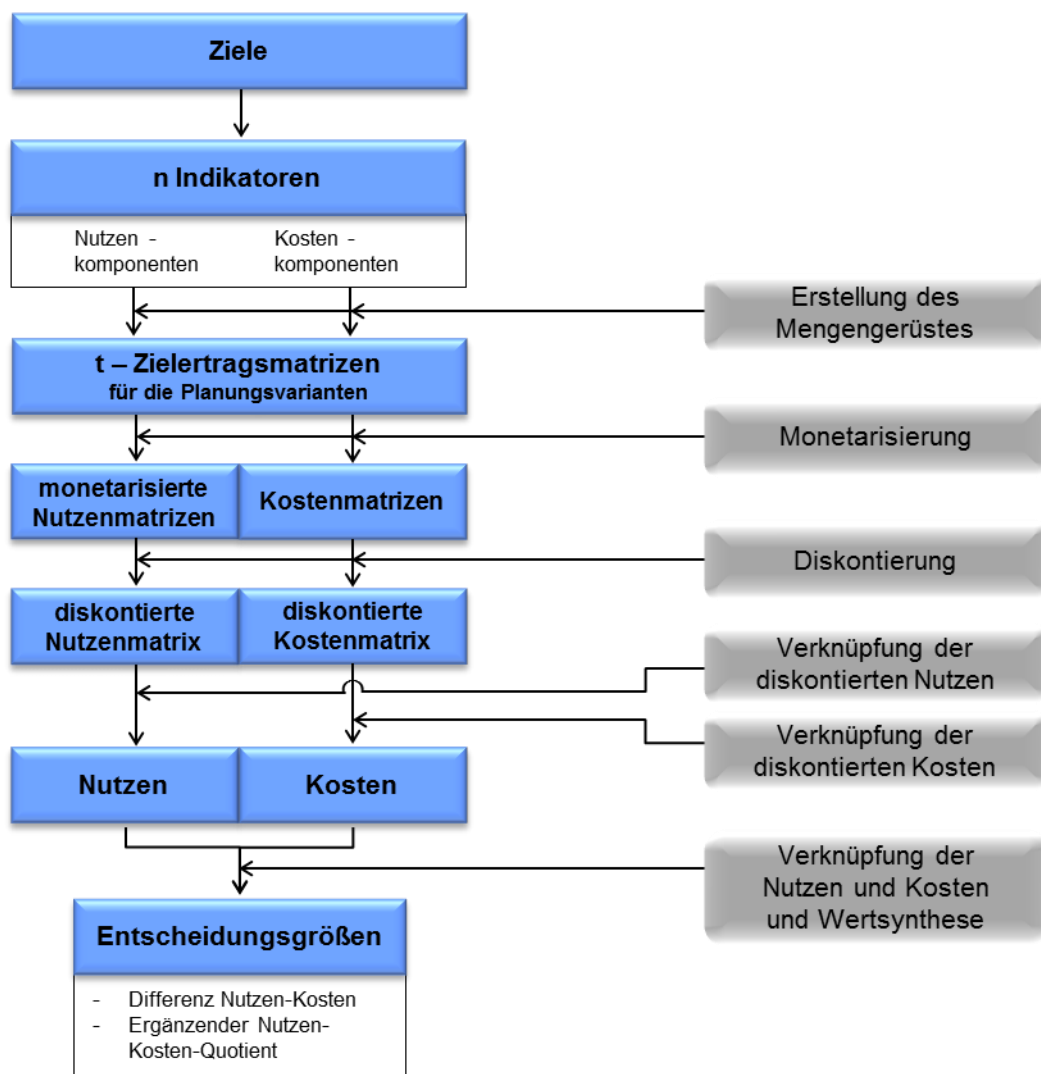 Ziele
n Indikatoren
Nutzen -
komponenten
Kosten -
komponenten
Erstellung des
Mengengerüstes
t – Zielertragsmatrizen
für die Planungsvarianten
Monetarisierung
monetarisierte
Nutzenmatrizen
Kostenmatrizen
Diskontierung
diskontierte
Nutzenmatrix
diskontierte
Kostenmatrix
Verknüpfung der
diskontierten Nutzen
Verknüpfung der
diskontierten Kosten
Nutzen
Kosten
Verknüpfung der
Nutzen und Kosten
und Wertsynthese
Entscheidungsgrößen
- Differenz Nutzen-Kosten
- Ergänzender Nutzen-
Kosten-Quotient